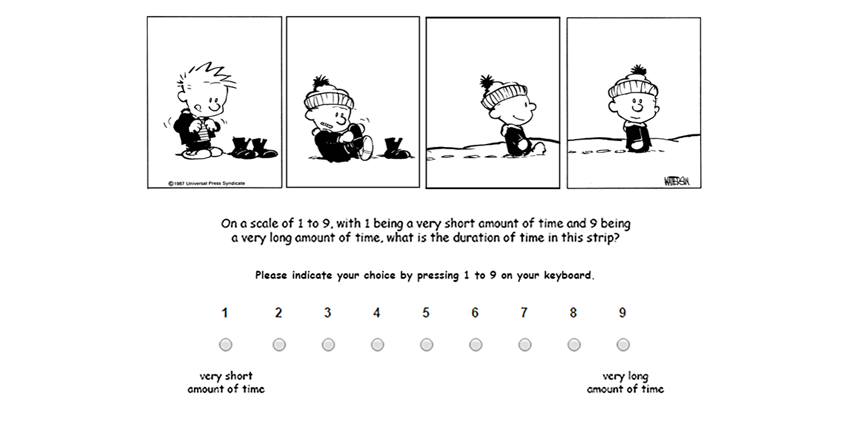 ©1987 Universal Press Syndicate
WATTERSON
On a scale of 1 to 9, with 1 being a very short amount of time and 9 being
a very long amount of time, what is the duration of time in this strip?
Please indicate your choice by pressing 1 to 9 on your keyboard.
1 2 3 4 5 6 7 8 9
very short very long
amount of time amount of time